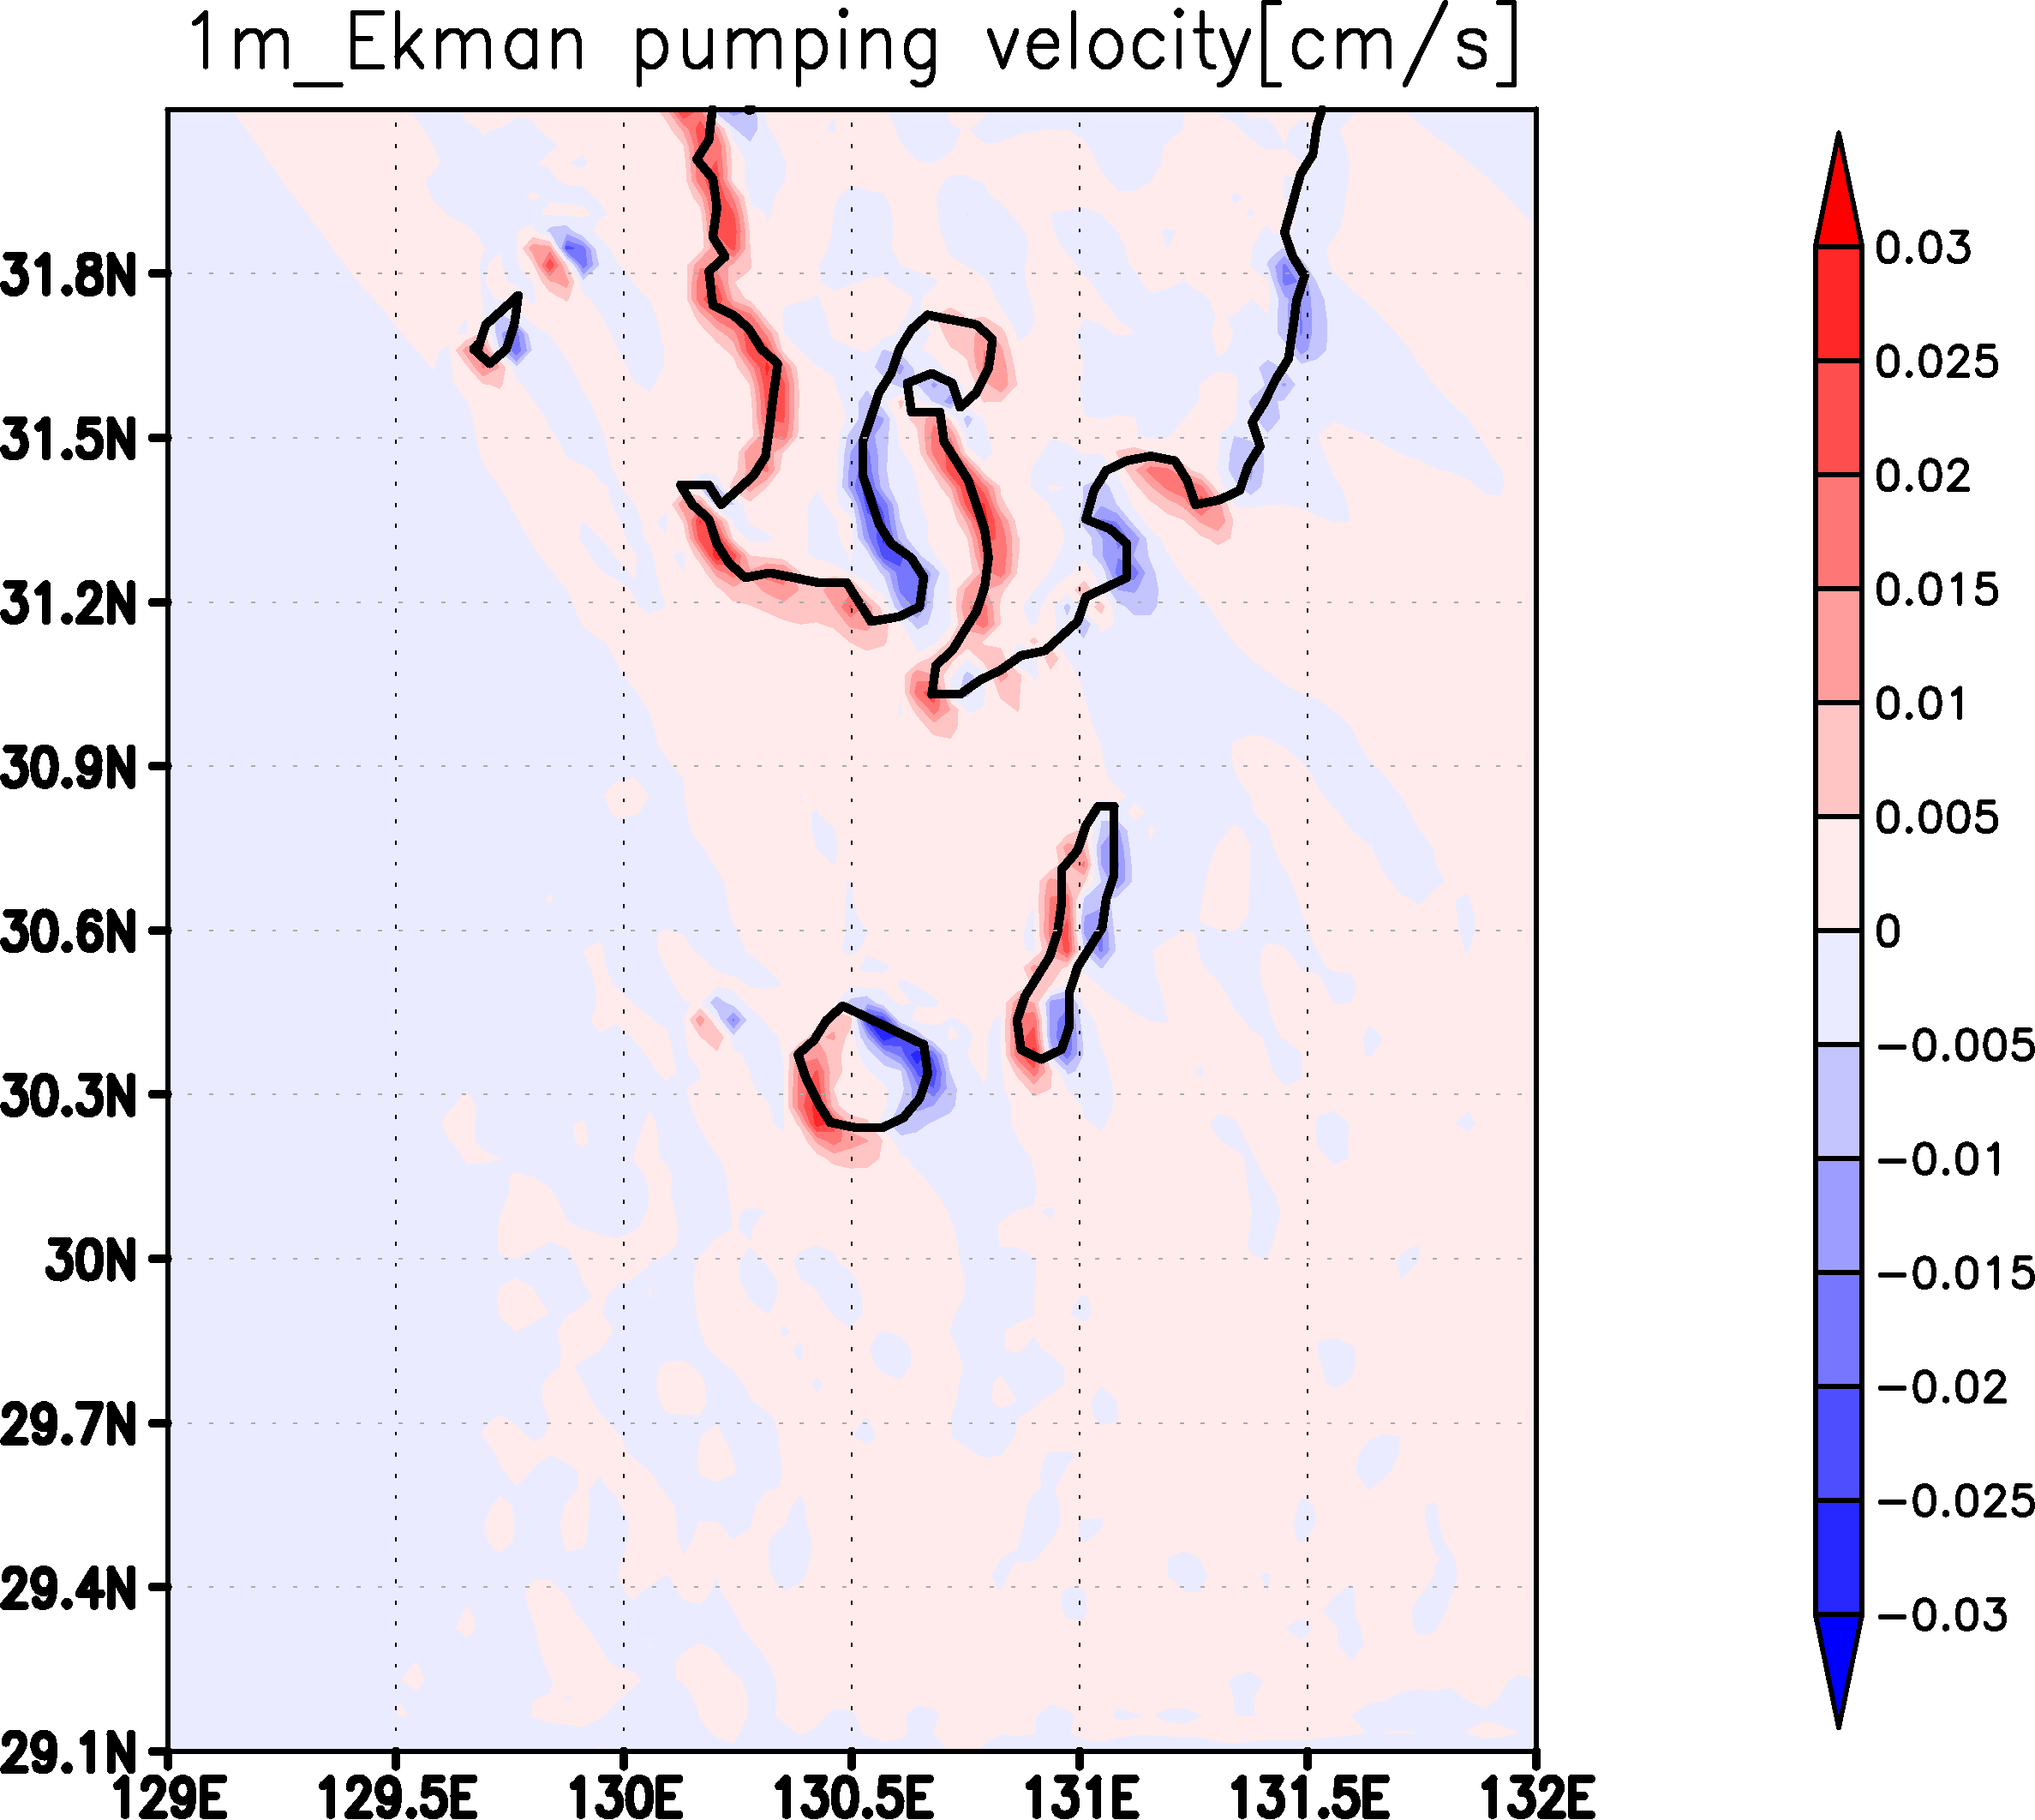 1m_Ekman pumping velocity[cm/s]
31.8N
31.5N
31.2N
30.9N
30.6N
30.3N
30N
29.7N
29.4N
29.1N
129E 129.5E 130E 130.5E 131E 131.5E 132E
0.03
0.025
0.02
0.015
0.01
0.005
0
−0.005
−0.01
−0.015
−0.02
−0.025
−0.03